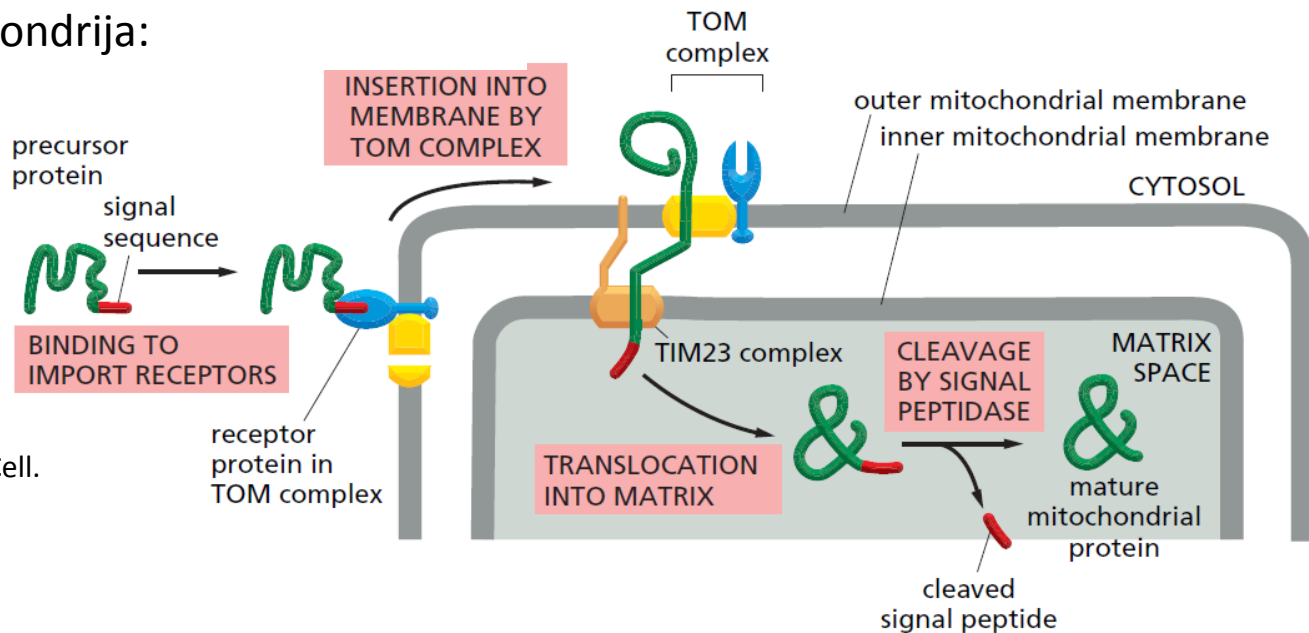 ondrija:
TOM
complex
INSERTION INTO
MEMBRANE BY
TOM COMPLEX
outer mitochondrial membrane
inner mitochondrial membrane
CYTOSOL
precursor
protein
signal
sequence
BINDING TO
IMPORT RECEPTORS
TIM23 complex
CLEAVAGE
BY SIGNAL
PEPTIDASE
MATRIX
SPACE
receptor
protein in
TOM complex
Cell.
TRANSLOCATION
INTO MATRIX
mature
mitochondrial
protein
cleaved
signal peptide